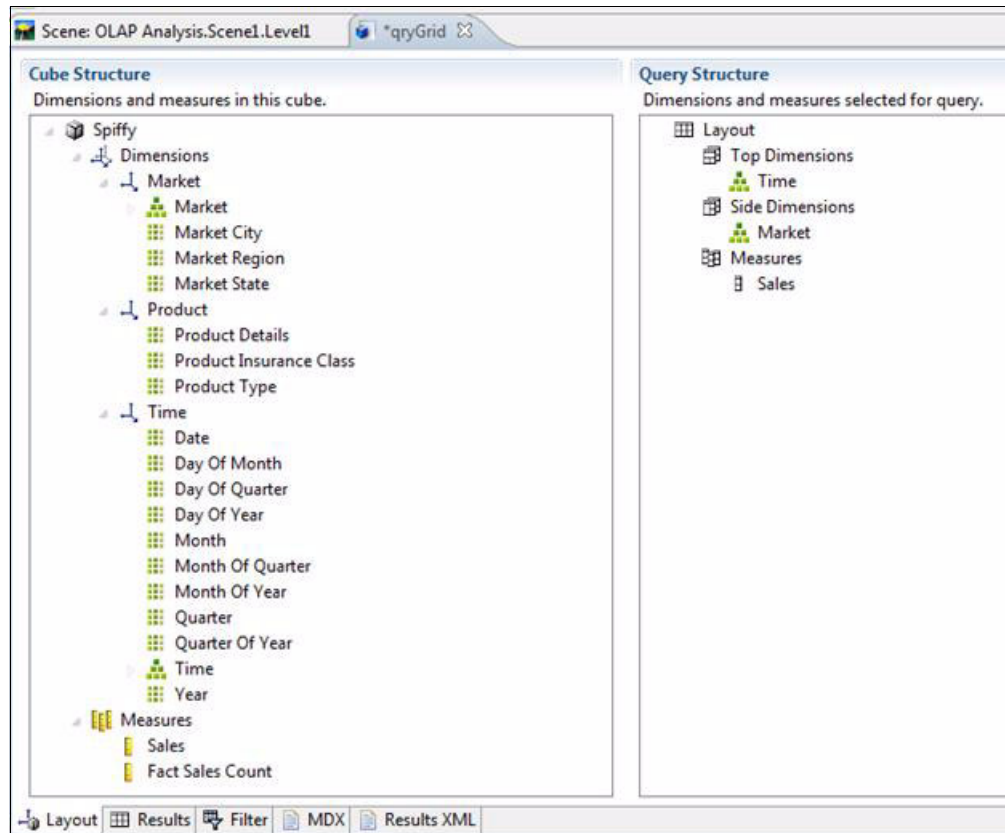 Scene: OLAP Analysis.Scene1.Level1
*qryGrid
Cube Structure
Dimensions and measures in this cube.
Spiffy
Dimensions
Market
Market
Market City
Market Region
Market State
Product
Product Details
Product Insurance Class
Product Type
Time
Date
Day Of Month
Day Of Quarter
Day Of Year
Month
Month Of Quarter
Month Of Year
Quarter
Quarter Of Year
Time
Year
Measures
Sales
Fact Sales Count
Query Structure
Dimensions and measures selected for query.
Layout
Top Dimensions
Time
Side Dimensions
Market
Measures
Sales
Layout Results Filter MDX Results XML